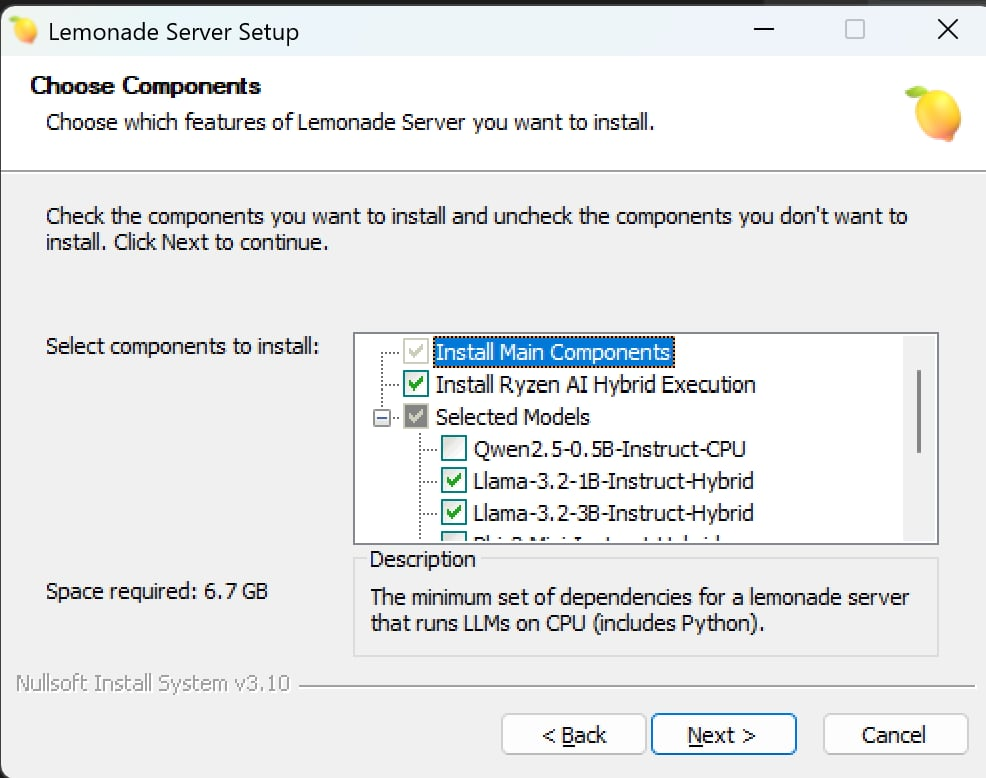 Lemonade Server Setup
Choose Components
Choose which features of Lemonade Server you want to install.
Check the components you want to install and uncheck the components you don't want to
install. Click Next to continue.
Select components to install:
Install Main Components
Install Ryzen AI Hybrid Execution
Selected Models
Qwen2.5-0.5B-Instruct-CPU
Llama-3.2-1B-Instruct-Hybrid
Llama-3.2-3B-Instruct-Hybrid
Space required: 6.7 GB
Description
The minimum set of dependencies for a lemonade server
that runs LLMs on CPU (includes Python).
Nullsoft Install System v3.10
< Back
Next >
Cancel